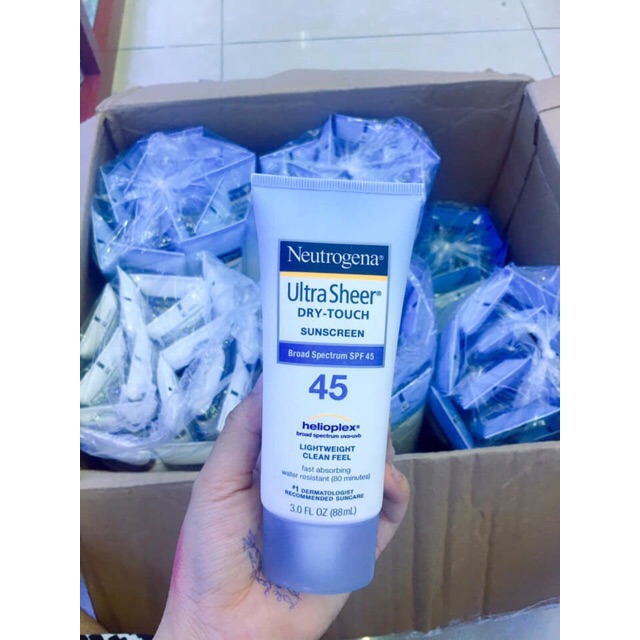 Neutrogena®
Ultra Sheer®
DRY-TOUCH
SUNSCREEN
Broad Spectrum SPF 45
45
helioplex®
broad spectrum uva•uvb
LIGHTWEIGHT
CLEAN FEEL
fast absorbing
water resistant (80 minutes)
#1 DERMATOLOGIST
RECOMMENDED SUNCARE
3.0 FL OZ (88mL)